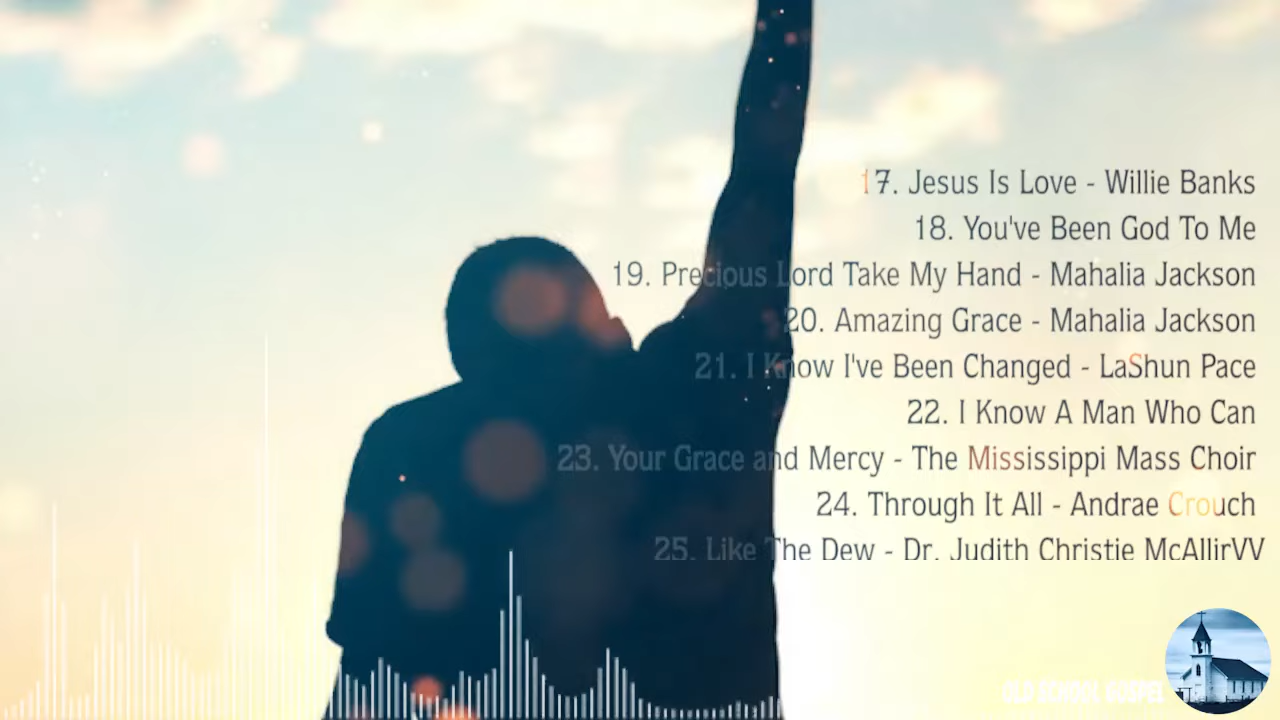 17. Jesus Is Love - Willie Banks
18. You've Been God To Me
19. Precious Lord Take My Hand - Mahalia Jackson
20. Amazing Grace - Mahalia Jackson
21. I Know I've Been Changed - LaShun Pace
22. I Know A Man Who Can
23. Your Grace and Mercy - The Mississippi Mass Choir
24. Through It All - Andrae Crouch
25. Like The Dew - Dr. Judith Christie McAllirVV
OLD SCHOOL GOSPEL